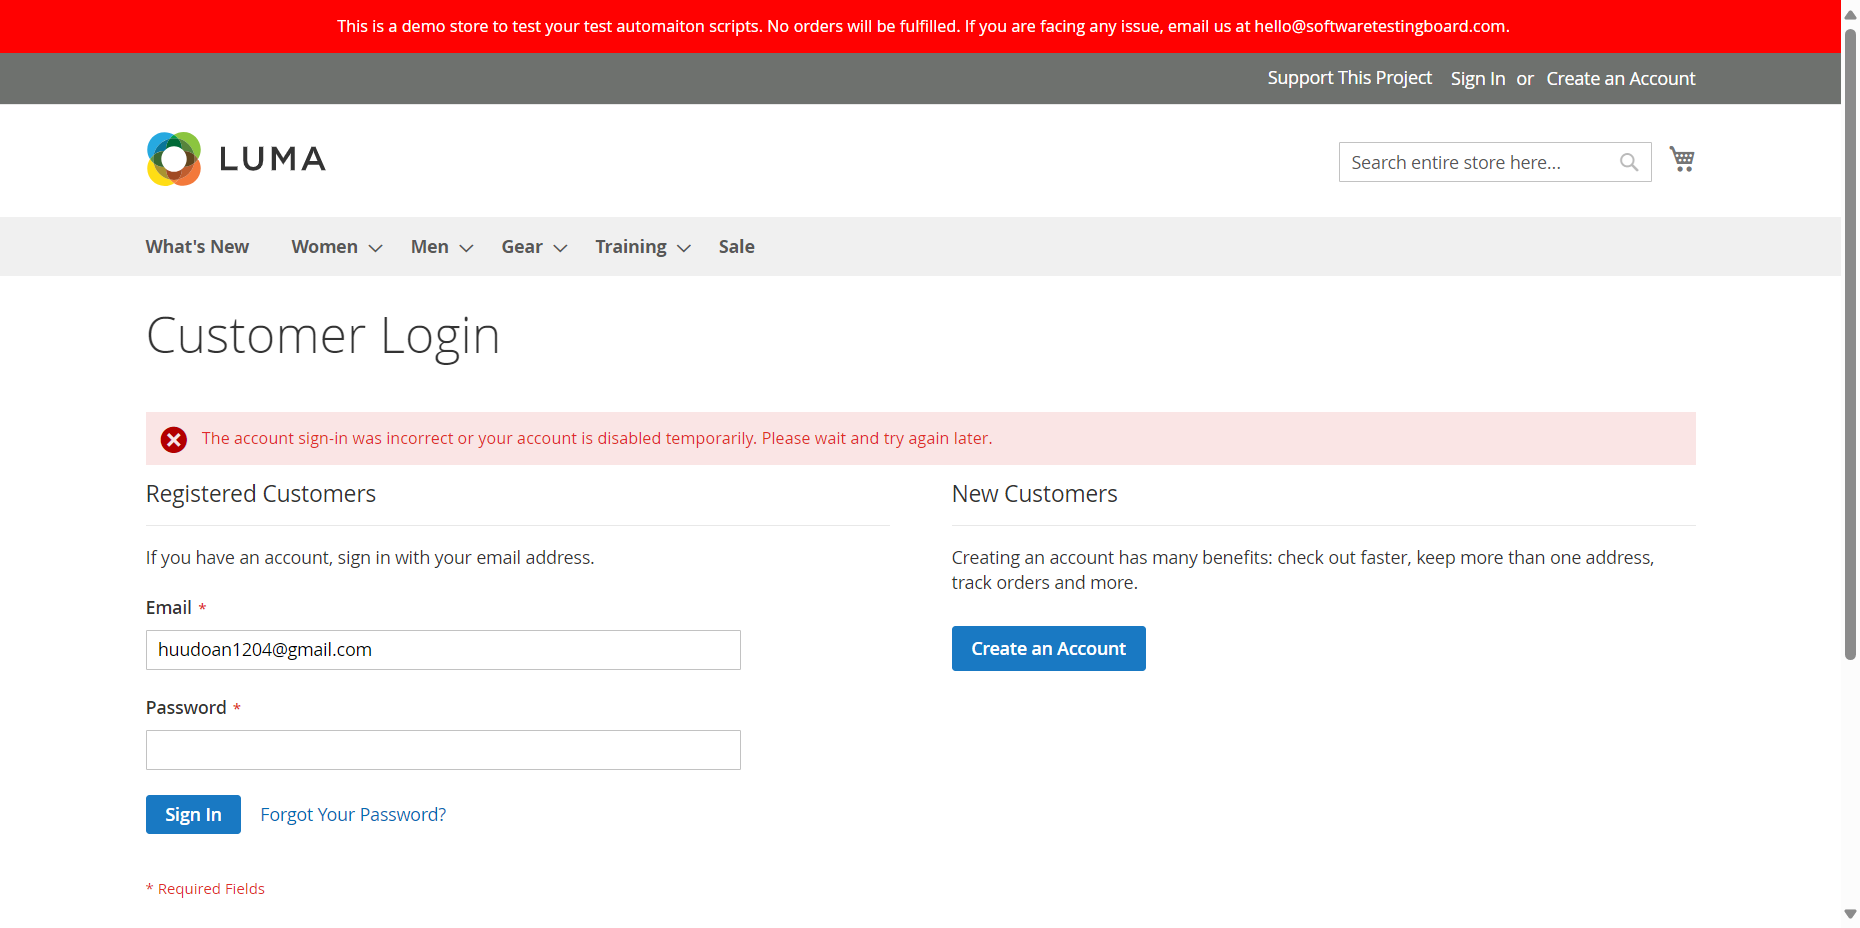 This is a demo store to test your test automaiton scripts. No orders will be fulfilled. If you are facing any issue, email us at hello@softwaretestingboard.com.
Support This Project Sign In or Create an Account
LUMA
Search entire store here...
What's New Women Men Gear Training Sale
Customer Login
The account sign-in was incorrect or your account is disabled temporarily. Please wait and try again later.
Registered Customers
If you have an account, sign in with your email address.
Email *
huudoan1204@gmail.com
Password *
Sign In Forgot Your Password?
* Required Fields
New Customers
Creating an account has many benefits: check out faster, keep more than one address,
track orders and more.
Create an Account